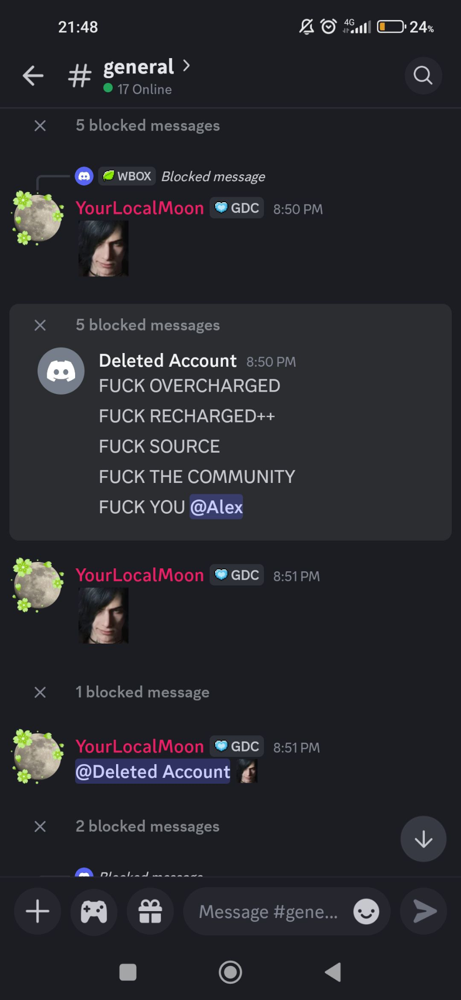 21:48
4G
24%
general
17 Online
5 blocked messages
WBOX Blocked message
YourLocalMoon GDC 8:50 PM
5 blocked messages
Deleted Account 8:50 PM
FUCK OVERCHARGED
FUCK RECHARGED++
FUCK SOURCE
FUCK THE COMMUNITY
FUCK YOU @Alex
YourLocalMoon GDC 8:51 PM
1 blocked message
YourLocalMoon GDC 8:51 PM
@Deleted Account
2 blocked messages
Blocked message
Message #gene...